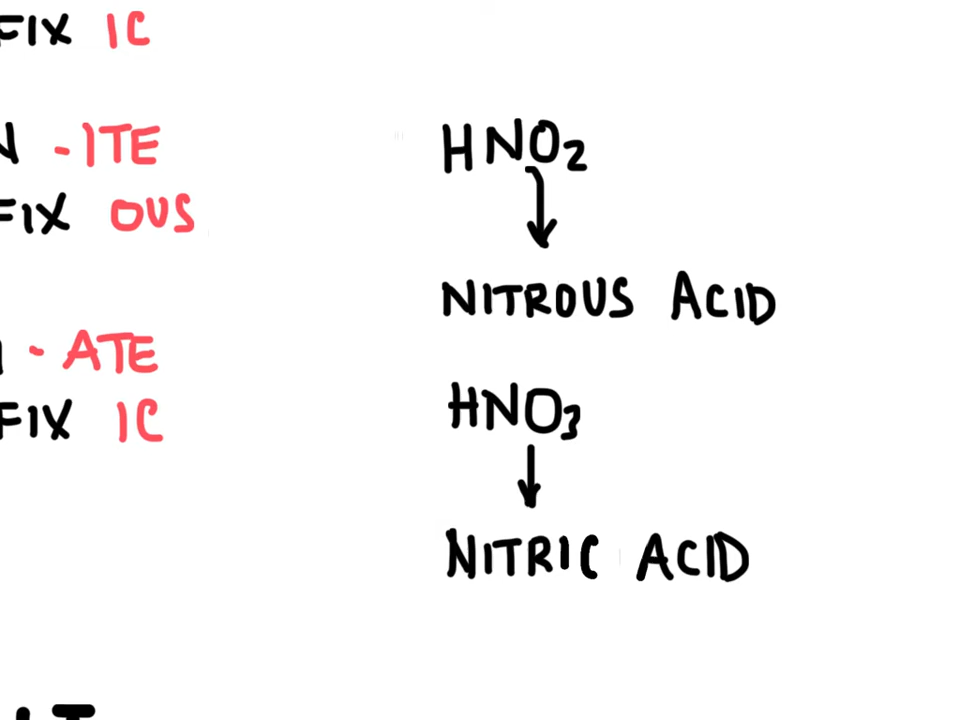 FIX IC
N -ITE
FIX OUS
- ATE
FIX IC
HNO2
NITROUS ACID
HNO3
NITRIC ACID